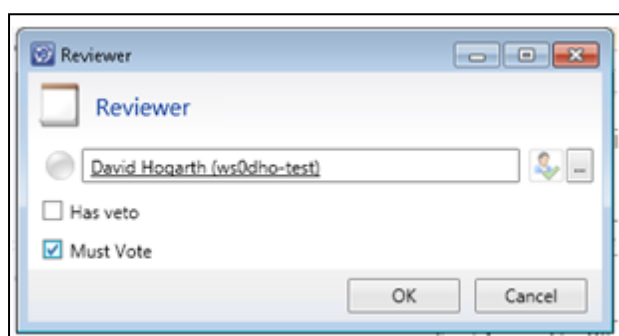 Reviewer
Reviewer
David Hogarth (ws0dho-test)
...
Has veto
Must Vote
OK Cancel